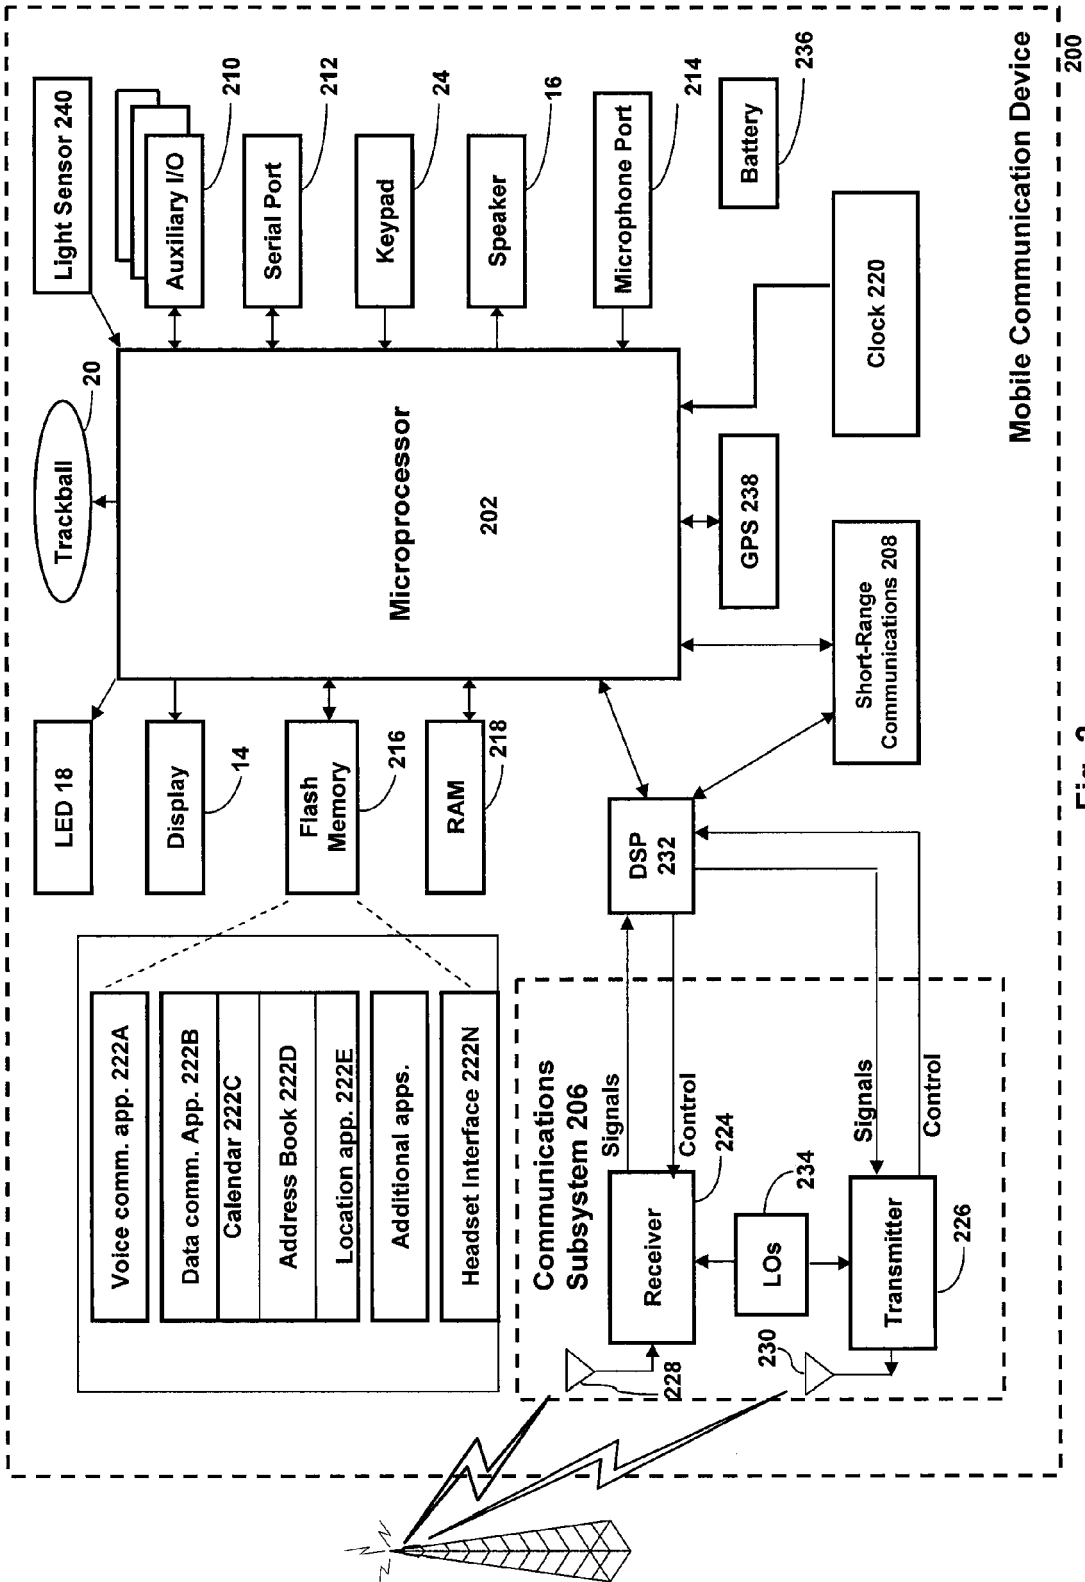 Voice comm. app. 222A
Data comm. App. 222B
Calendar 222C
Address Book 222D
Location app. 222E
Additional apps.
Headset Interface 222N
LED 18
Display
14
Flash
Memory
216
RAM
218
Trackball
20
Light Sensor 240
Auxiliary I/O
210
Serial Port
212
Keypad
24
Speaker
16
Microphone Port
214
Battery
236
Microprocessor
202
Communications
Subsystem 206
Signals
Control
Receiver
224
228
LOs
234
230
Transmitter
226
Signals
Control
DSP
232
Short-Range
Communications 208
GPS 238
Clock 220
Mobile Communication Device
200